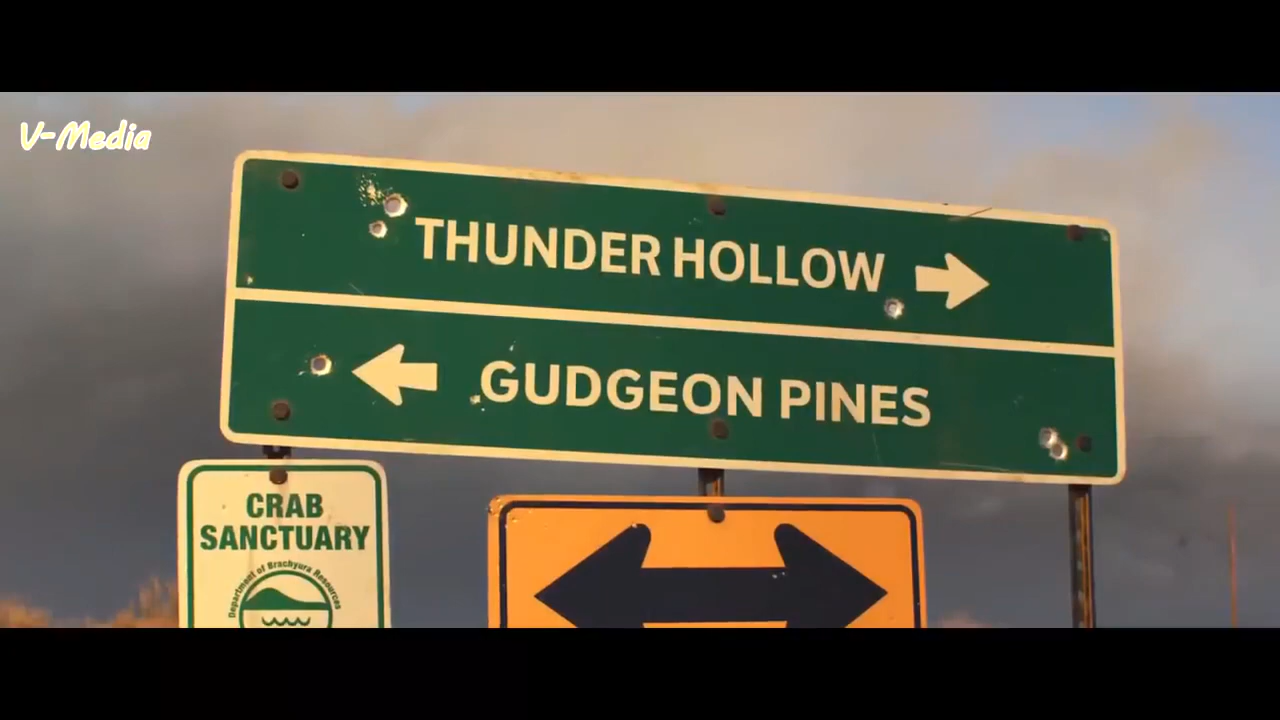 V-Media
THUNDER HOLLOW
GUDGEON PINES
CRAB
SANCTUARY
Department of Brachyura Resources